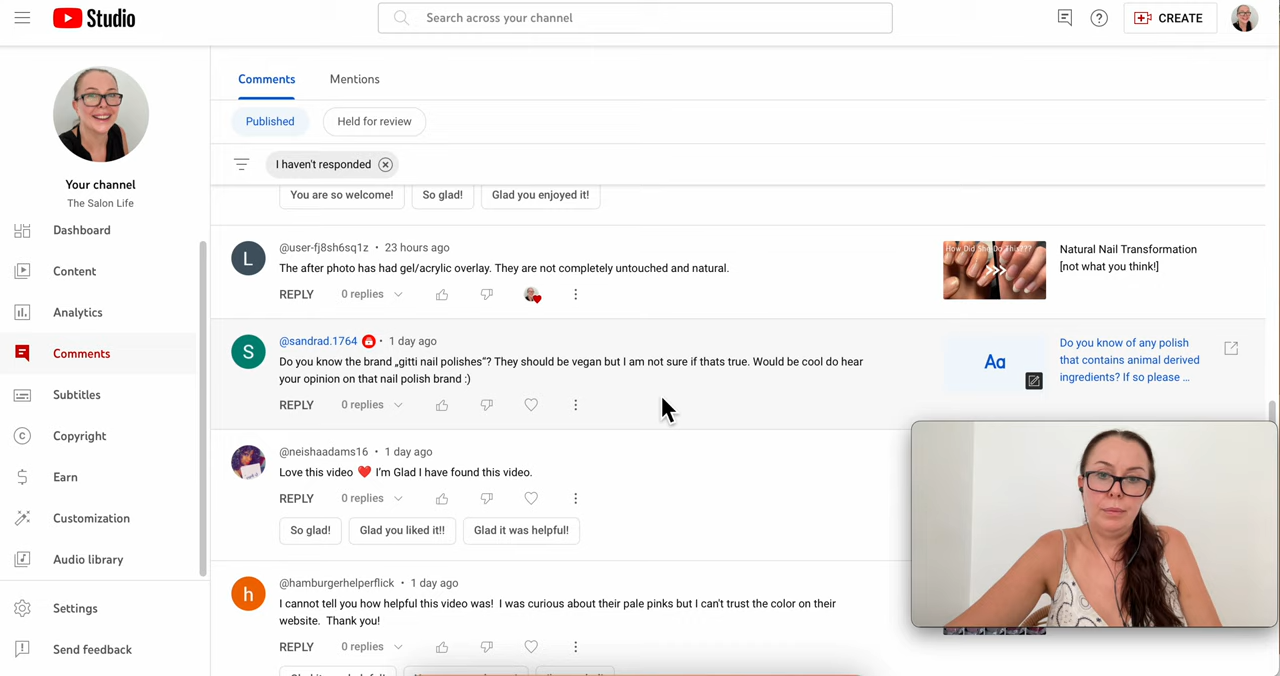 Studio
Search across your channel
CREATE
Your channel
The Salon Life
Dashboard
Content
Analytics
Comments
Subtitles
Copyright
Earn
Customization
Audio library
Settings
Send feedback
Comments
Mentions
Published
Held for review
I haven't responded
You are so welcome!
So glad!
Glad you enjoyed it!
L
@user-fj8sh6sq1z • 23 hours ago
The after photo has had gel/acrylic overlay. They are not completely untouched and natural.
REPLY
0 replies
How Did She Do This???
Natural Nail Transformation
[not what you think!]
S
@sandrad.1764 • 1 day ago
Do you know the brand „gitti nail polishes“? They should be vegan but I am not sure if thats true. Would be cool do hear
your opinion on that nail polish brand :)
REPLY
0 replies
Aa
Do you know of any polish
that contains animal derived
ingredients? If so please ...
@neishaadams16 • 1 day ago
Love this video ❤️ I'm Glad I have found this video.
REPLY
0 replies
So glad!
Glad you liked it!!
Glad it was helpful!
h
@hamburgerhelperflick • 1 day ago
I cannot tell you how helpful this video was! I was curious about their pale pinks but I can't trust the color on their
website. Thank you!
REPLY
0 replies